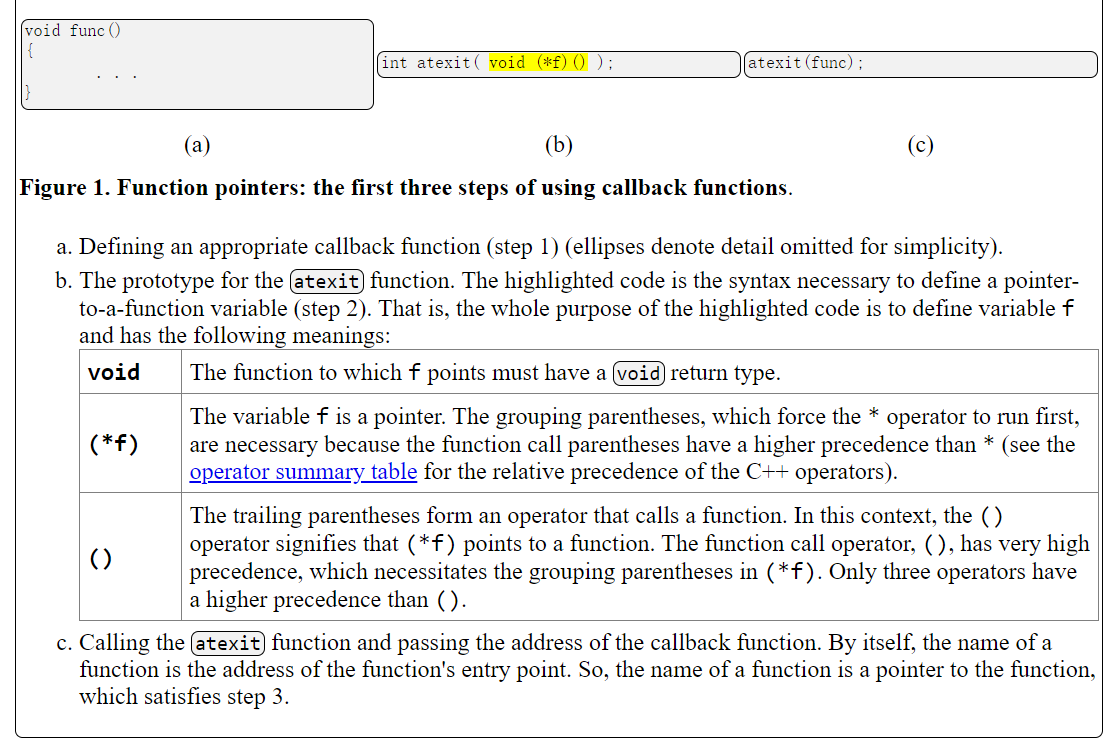 void func()
{
. . .
}
int atexit( void (*f)() );
atexit(func);
(a)
(b)
(c)
Figure 1. Function pointers: the first three steps of using callback functions.
a. Defining an appropriate callback function (step 1) (ellipses denote detail omitted for simplicity).
b. The prototype for the atexit function. The highlighted code is the syntax necessary to define a pointer-
to-a-function variable (step 2). That is, the whole purpose of the highlighted code is to define variable f
and has the following meanings:
void
The function to which f points must have a void return type.
(*f)
The variable f is a pointer. The grouping parentheses, which force the * operator to run first,
are necessary because the function call parentheses have a higher precedence than * (see the
operator summary table for the relative precedence of the C++ operators).
()
The trailing parentheses form an operator that calls a function. In this context, the ()
operator signifies that (*f) points to a function. The function call operator, (), has very high
precedence, which necessitates the grouping parentheses in (*f). Only three operators have
a higher precedence than ().
c. Calling the atexit function and passing the address of the callback function. By itself, the name of a
function is the address of the function's entry point. So, the name of a function is a pointer to the function,
which satisfies step 3.